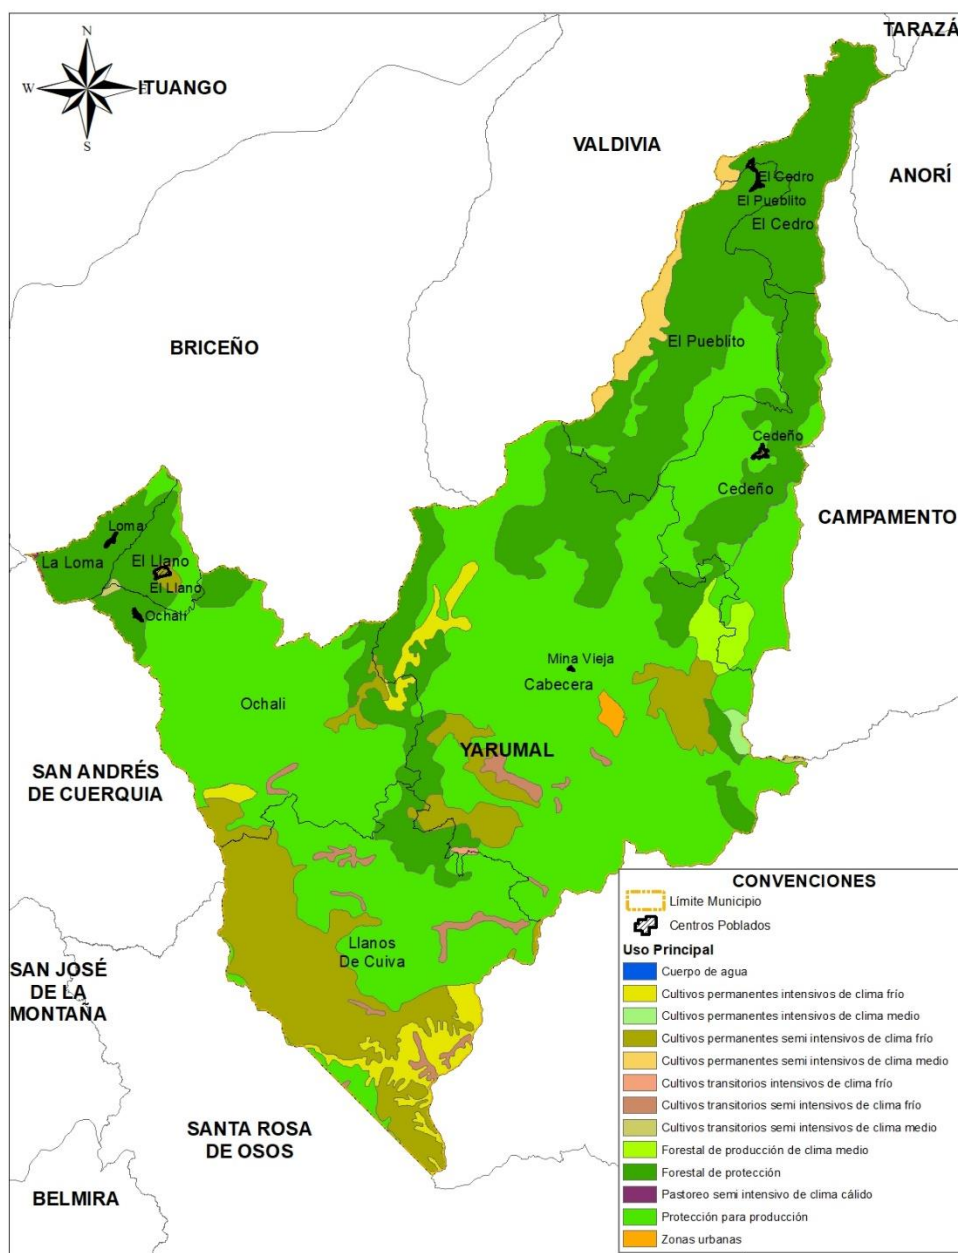 TARAZÁ
N
W
E
S
ITUANGO
VALDIVIA
ANORÍ
El Cedro
El Pueblito
El Cedro
BRICEÑO
El Pueblito
Cedeño
Cedeño
CAMPAMENTO
Loma
La Loma
El Llano
El Llano
Ochali
Mina Vieja
Cabecera
Ochali
YARUMAL
SAN ANDRÉS
DE CUERQUIA
Llanos
De Cuiva
SAN JOSÉ
DE LA
MONTAÑA
SANTA ROSA
DE OSOS
BELMIRA
CONVENCIONES
Límite Municipio
Centros Poblados
Uso Principal
Cuerpo de agua
Cultivos permanentes intensivos de clima frío
Cultivos permanentes intensivos de clima medio
Cultivos permanentes semi intensivos de clima frío
Cultivos permanentes semi intensivos de clima medio
Cultivos transitorios intensivos de clima frío
Cultivos transitorios semi intensivos de clima frío
Cultivos transitorios semi intensivos de clima medio
Forestal de producción de clima medio
Forestal de protección
Pastoreo semi intensivo de clima cálido
Protección para producción
Zonas urbanas